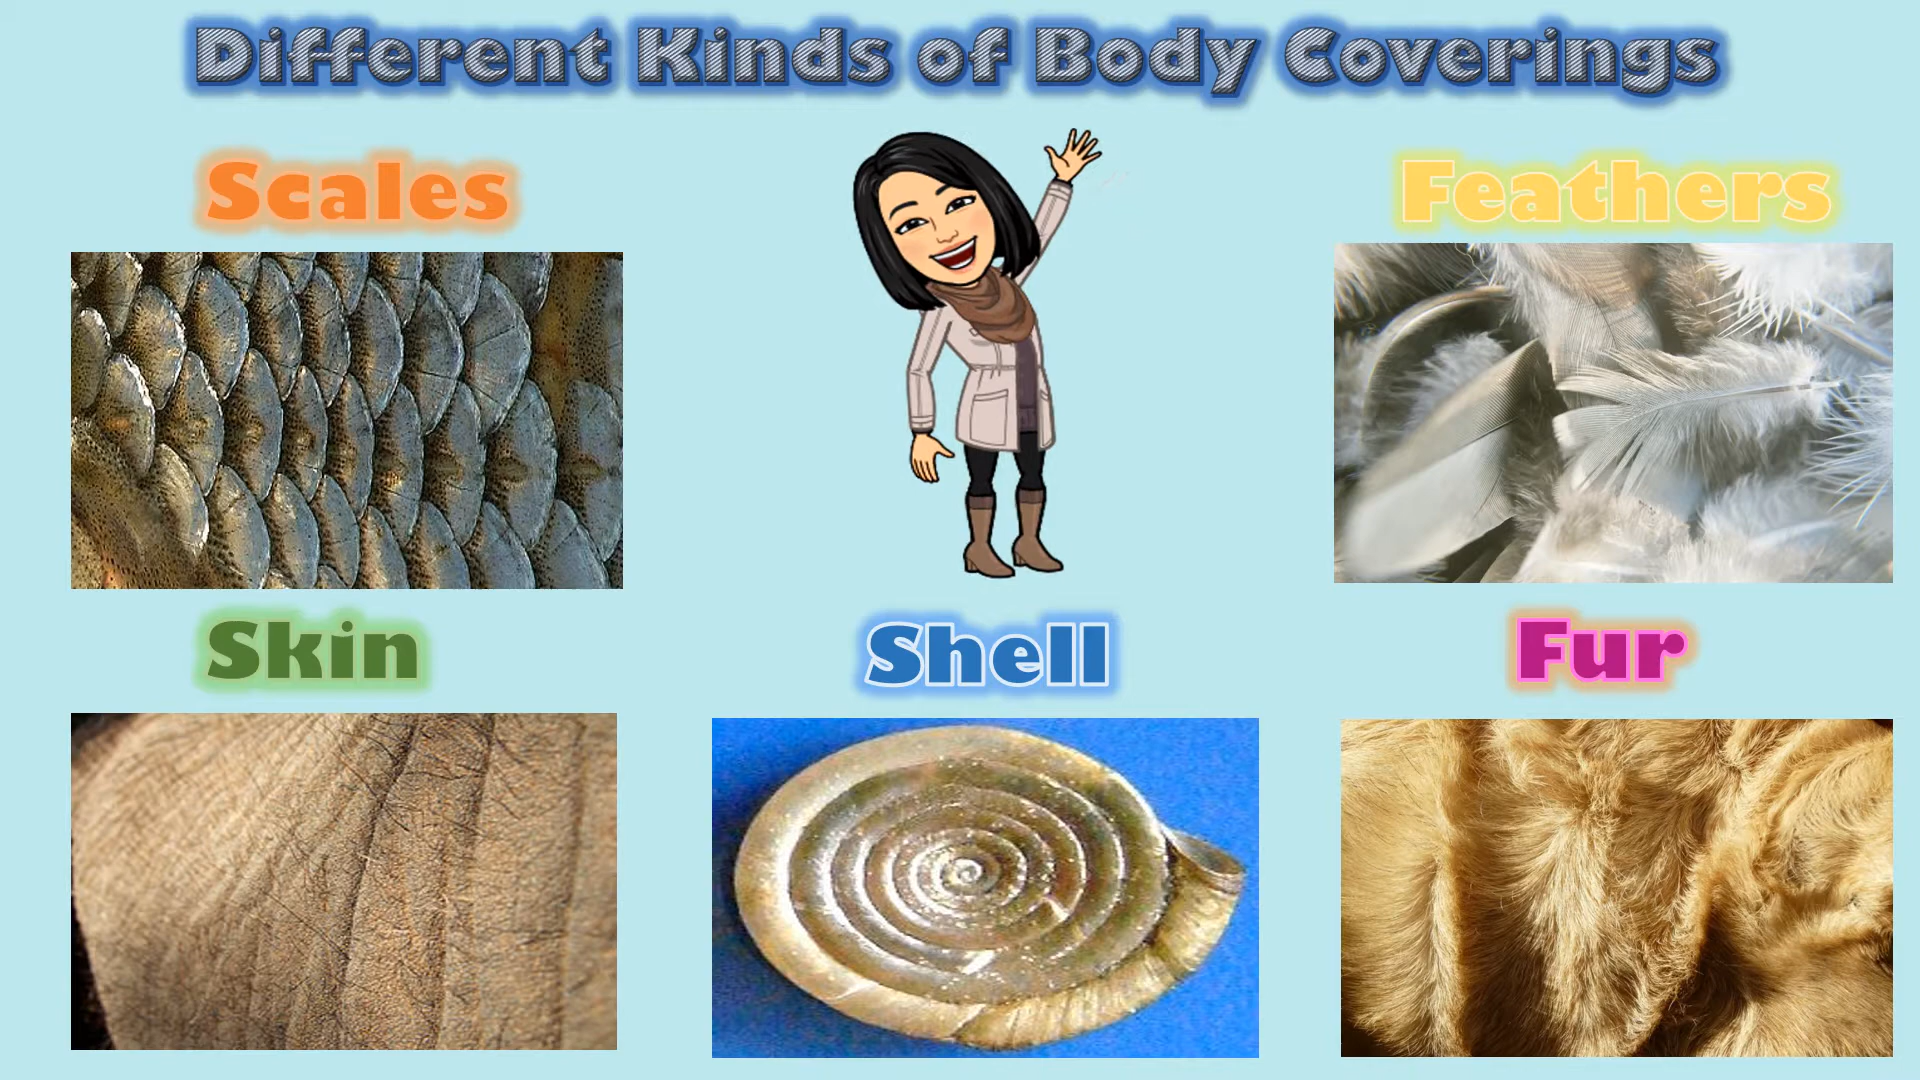 Different Kinds of Body Coverings
Scales
Feathers
Skin
Shell
Fur